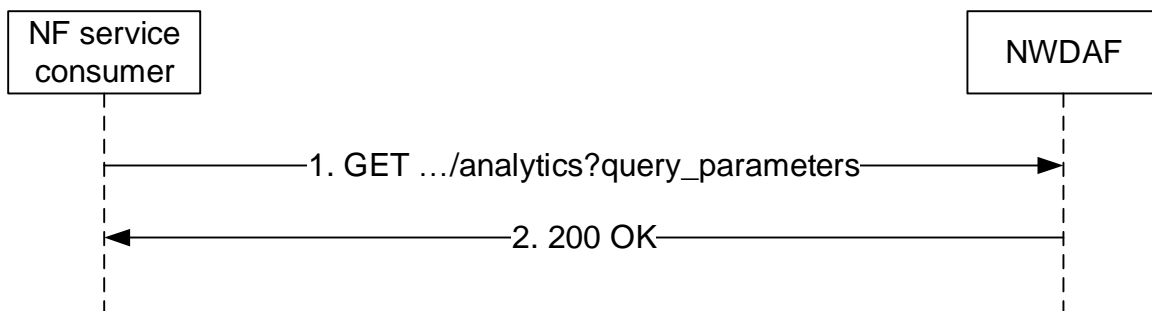 NF service
consumer
NWDAF
1. GET …/analytics?query_parameters
2. 200 OK